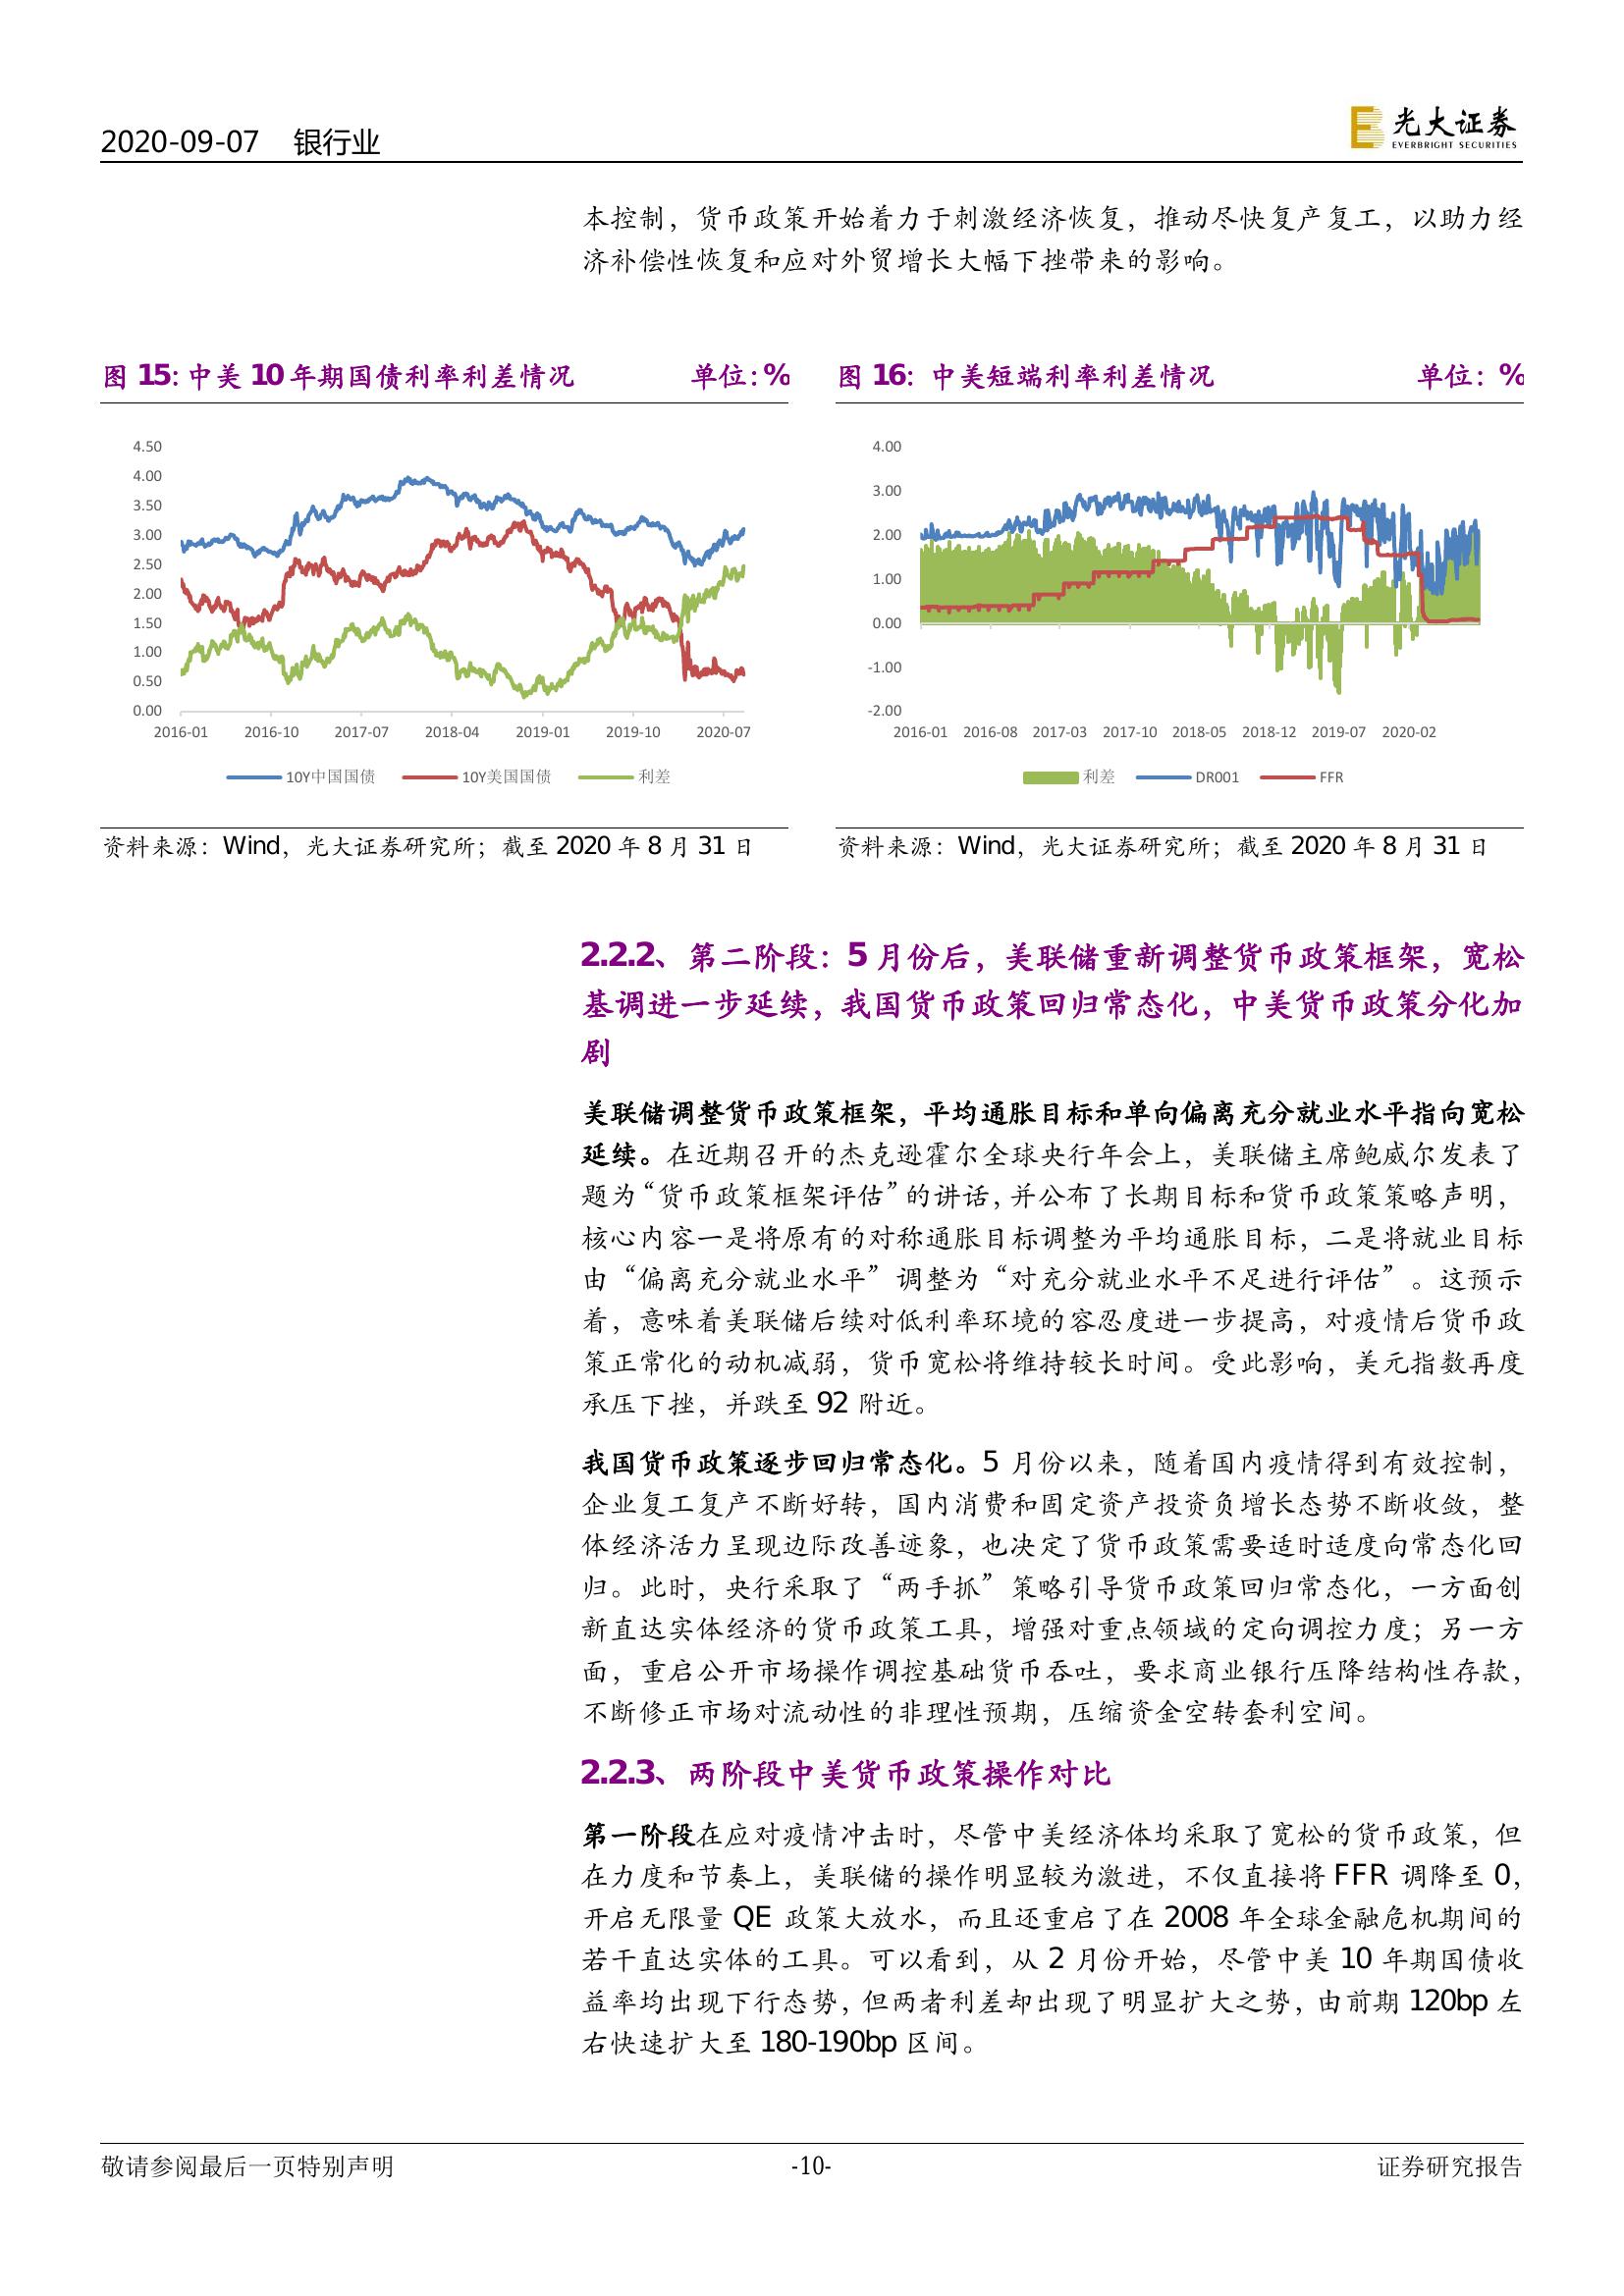 2020-09-07 银行业
光大证券
EVERBRIGHT SECURITIES
本控制，货币政策开始着力于刺激经济恢复，推动尽快复产复工，以助力经
济补偿性恢复和应对外贸增长大幅下挫带来的影响。
图 15：中美 10 年期国债利率利差情况 单位：%
4.50
4.00
3.50
3.00
2.50
2.00
1.50
1.00
0.50
0.00
2016-01 2016-10 2017-07 2018-04 2019-01 2019-10 2020-07
10Y中国国债 10Y美国国债 利差
资料来源：Wind，光大证券研究所；截至 2020 年 8 月 31 日
图 16：中美短端利率利差情况 单位：%
4.00
3.00
2.00
1.00
0.00
-1.00
-2.00
2016-01 2016-08 2017-03 2017-10 2018-05 2018-12 2019-07 2020-02
利差 DR001 FFR
资料来源：Wind，光大证券研究所；截至 2020 年 8 月 31 日
2.2.2、第二阶段：5 月份后，美联储重新调整货币政策框架，宽松
基调进一步延续，我国货币政策回归常态化，中美货币政策分化加
剧
美联储调整货币政策框架，平均通胀目标和单向偏离充分就业水平指向宽松
延续。在近期召开的杰克逊霍尔全球央行年会上，美联储主席鲍威尔发表了
题为“货币政策框架评估”的讲话，并公布了长期目标和货币政策策略声明，
核心内容一是将原有的对称通胀目标调整为平均通胀目标，二是将就业目标
由“偏离充分就业水平”调整为“对充分就业水平不足进行评估”。这预示
着，意味着美联储后续对低利率环境的容忍度进一步提高，对疫情后货币政
策正常化的动机减弱，货币宽松将维持较长时间。受此影响，美元指数再度
承压下挫，并跌至 92 附近。
我国货币政策逐步回归常态化。5 月份以来，随着国内疫情得到有效控制，
企业复工复产不断好转，国内消费和固定资产投资负增长态势不断收敛，整
体经济活力呈现边际改善迹象，也决定了货币政策需要适时适度向常态化回
归。此时，央行采取了“两手抓”策略引导货币政策回归常态化，一方面创
新直达实体经济的货币政策工具，增强对重点领域的定向调控力度；另一方
面，重启公开市场操作调控基础货币吞吐，要求商业银行压降结构性存款，
不断修正市场对流动性的非理性预期，压缩资金空转套利空间。
2.2.3、两阶段中美货币政策操作对比
第一阶段在应对疫情冲击时，尽管中美经济体均采取了宽松的货币政策，但
在力度和节奏上，美联储的操作明显较为激进，不仅直接将 FFR 调降至 0，
开启无限量 QE 政策大放水，而且还重启了在 2008 年全球金融危机期间的
若干直达实体的工具。可以看到，从 2 月份开始，尽管中美 10 年期国债收
益率均出现下行态势，但两者利差却出现了明显扩大之势，由前期 120bp 左
右快速扩大至 180-190bp 区间。
敬请参阅最后一页特别声明 -10- 证券研究报告